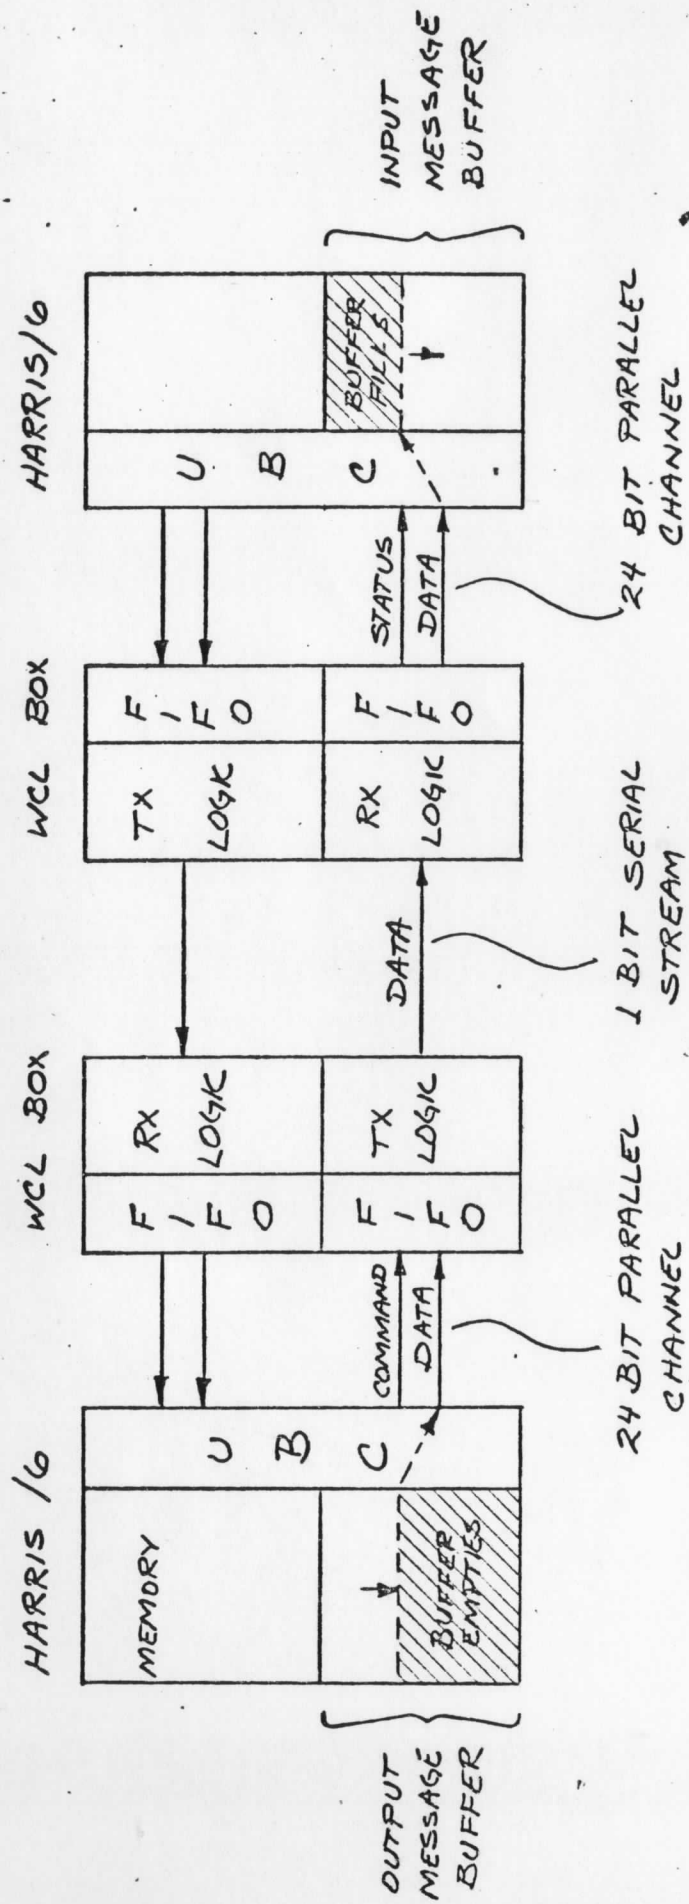 HARRIS /6
WCL BOX
WCL BOX
HARRIS/6
MEMORY
U
B
C
F
I
F
O
RX
LOGIC
TX
LOGIC
F
I
F
O
OUTPUT
MESSAGE
BUFFER
BUFFER
EMPTIES
COMMAND
DATA
F
I
F
O
TX
LOGIC
DATA
RX
LOGIC
F
I
F
O
STATUS
DATA
U
B
C
BUFFER
FILLS
INPUT
MESSAGE
BUFFER
24 BIT PARALLEL
CHANNEL
1 BIT SERIAL
STREAM
24 BIT PARALLEL
CHANNEL